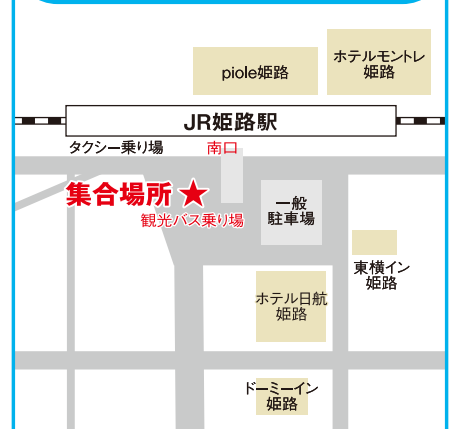 ホテルモントレ
姫路
piole姫路
JR姫路駅
タクシー乗り場
南口
集合場所★
観光バス乗り場
一般
駐車場
東横イン
姫路
ホテル日航
姫路
ドーミーイン
姫路